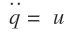 q̈ = u